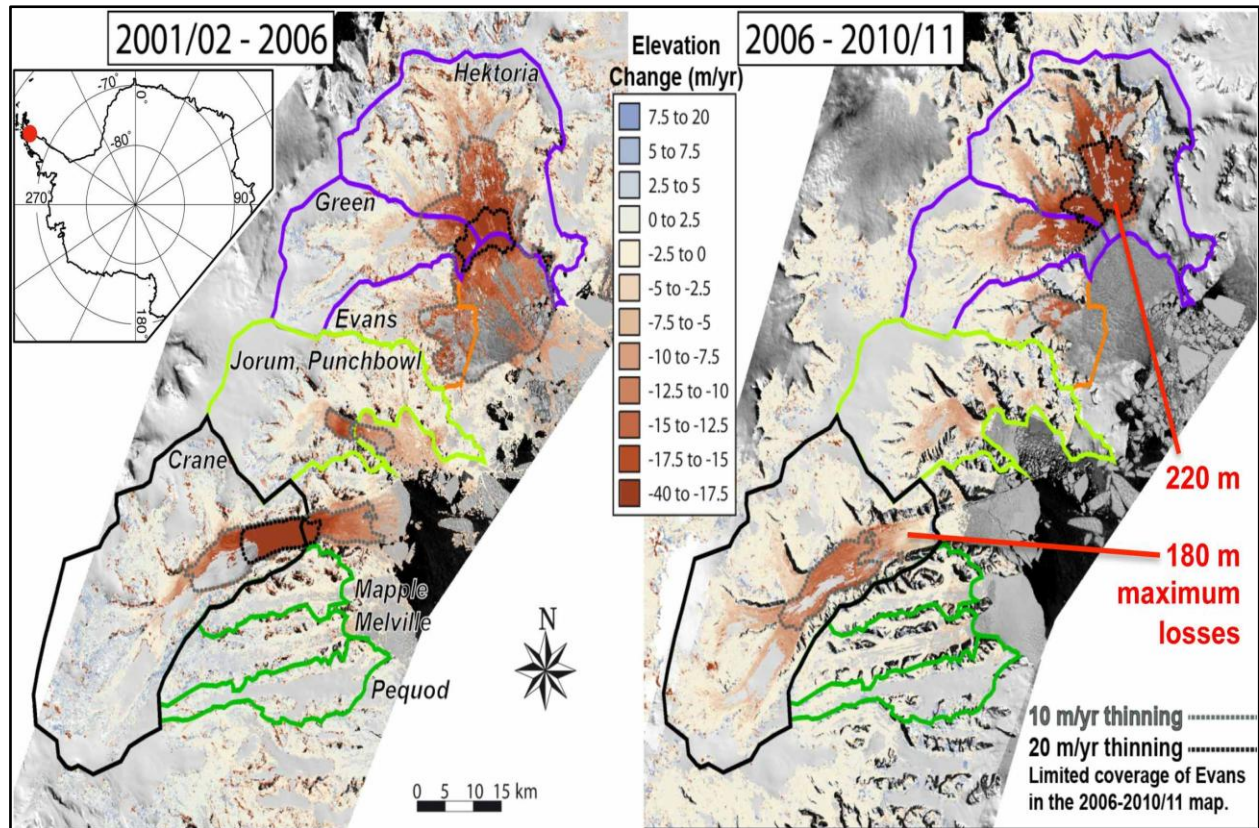 2001/02 - 2006
-70°
0°
-80°
270
90
180°
Hektoria
Green
Evans
Jorum, Punchbowl
Crane
Mapple
Melville
Pequod
N
0 5 10 15 km
Elevation
Change (m/yr)
7.5 to 20
5 to 7.5
2.5 to 5
0 to 2.5
-2.5 to 0
-5 to -2.5
-7.5 to -5
-10 to -7.5
-12.5 to -10
-15 to -12.5
-17.5 to -15
-40 to -17.5
2006 - 2010/11
220 m
180 m
maximum
losses
10 m/yr thinning
20 m/yr thinning
Limited coverage of Evans
in the 2006-2010/11 map.